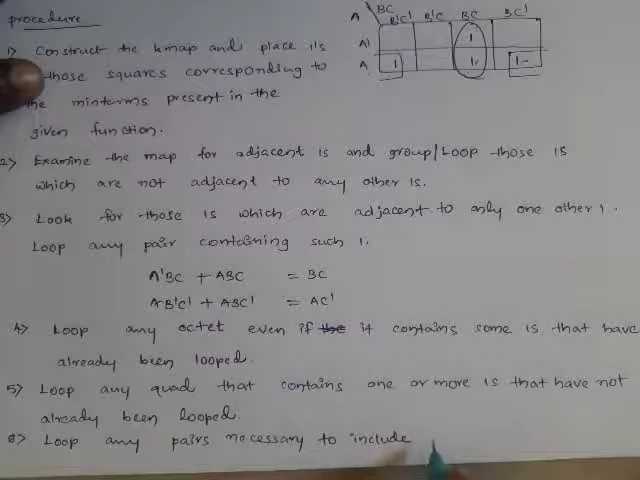 procedure
A \ BC B'C' B'C BC BC'
A' 1
A 1 1 1
1) Construct the kmap and place 1's
those squares corresponding to
the minterms present in the
given function.
2) Examine the map for adjacent 1s and group/Loop those 1s
which are not adjacent to any other 1s.
3) Look for those 1s which are adjacent to only one other 1.
Loop any pair containing such 1.
A'BC + ABC = BC
AB'C' + ABC' = AC'
4) Loop any octet even if it contains some 1s that have
already been looped.
5) Loop any quad that contains one or more 1s that have not
already been looped.
6) Loop any pairs necessary to include